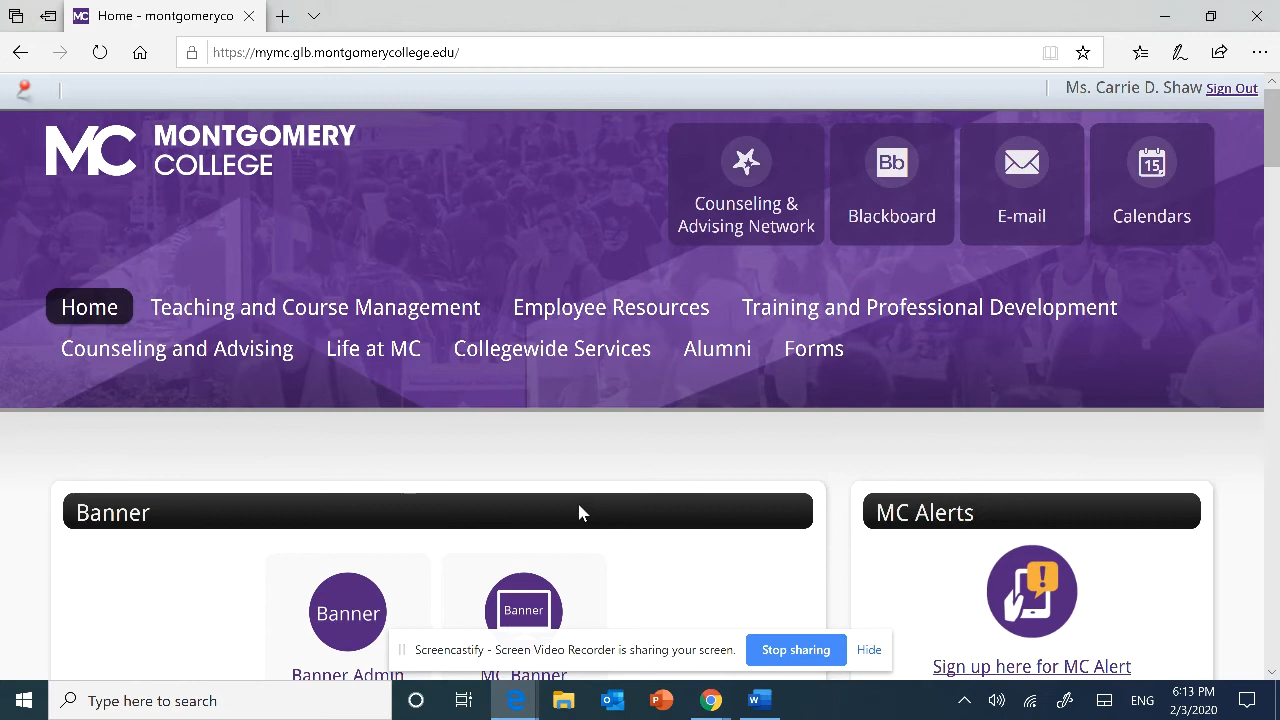 Home - montgomeryco
https://mymc.glb.montgomerycollege.edu/
Ms. Carrie D. Shaw Sign Out
MC MONTGOMERY
COLLEGE
Counseling &
Advising Network
Bb
Blackboard
E-mail
15
Calendars
Home Teaching and Course Management Employee Resources Training and Professional Development
Counseling and Advising Life at MC Collegewide Services Alumni Forms
Banner
Banner
Banner Admin
Banner
MC Banner
MC Alerts
Sign up here for MC Alert
Screencastify - Screen Video Recorder is sharing your screen. Stop sharing Hide
Type here to search
ENG
6:13 PM
2/3/2020